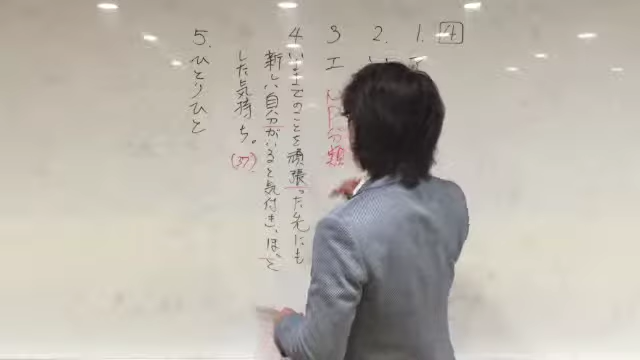 4
1.
2.
3 エ
4 いままでのことを頑張った先にも
新しい自分がいると気付き、ほっと
した気持ち。
(37)
5. ひとりひと